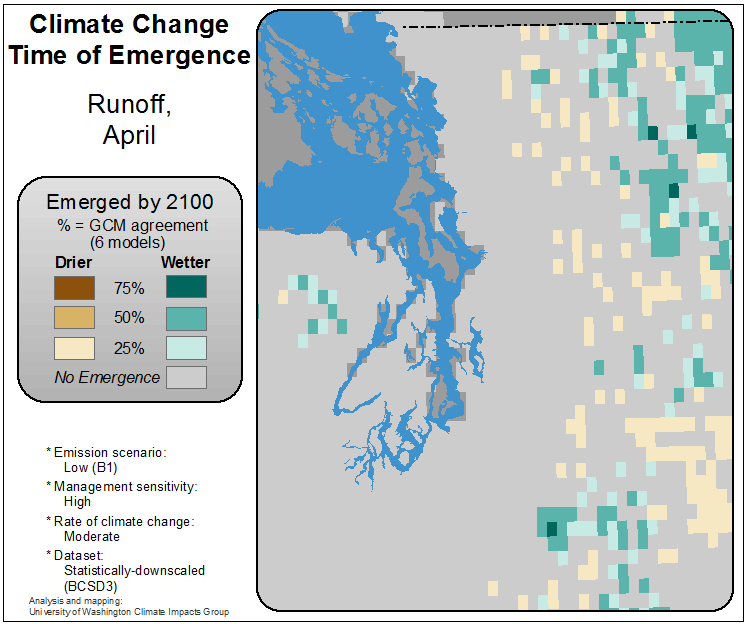 Climate Change
Time of Emergence
Runoff,
April
Emerged by 2100
% = GCM agreement
(6 models)
Drier Wetter
75%
50%
25%
No Emergence
* Emission scenario:
Low (B1)
* Management sensitivity:
High
* Rate of climate change:
Moderate
* Dataset:
Statistically-downscaled
(BCSD3)
Analysis and mapping:
University of Washington Climate Impacts Group